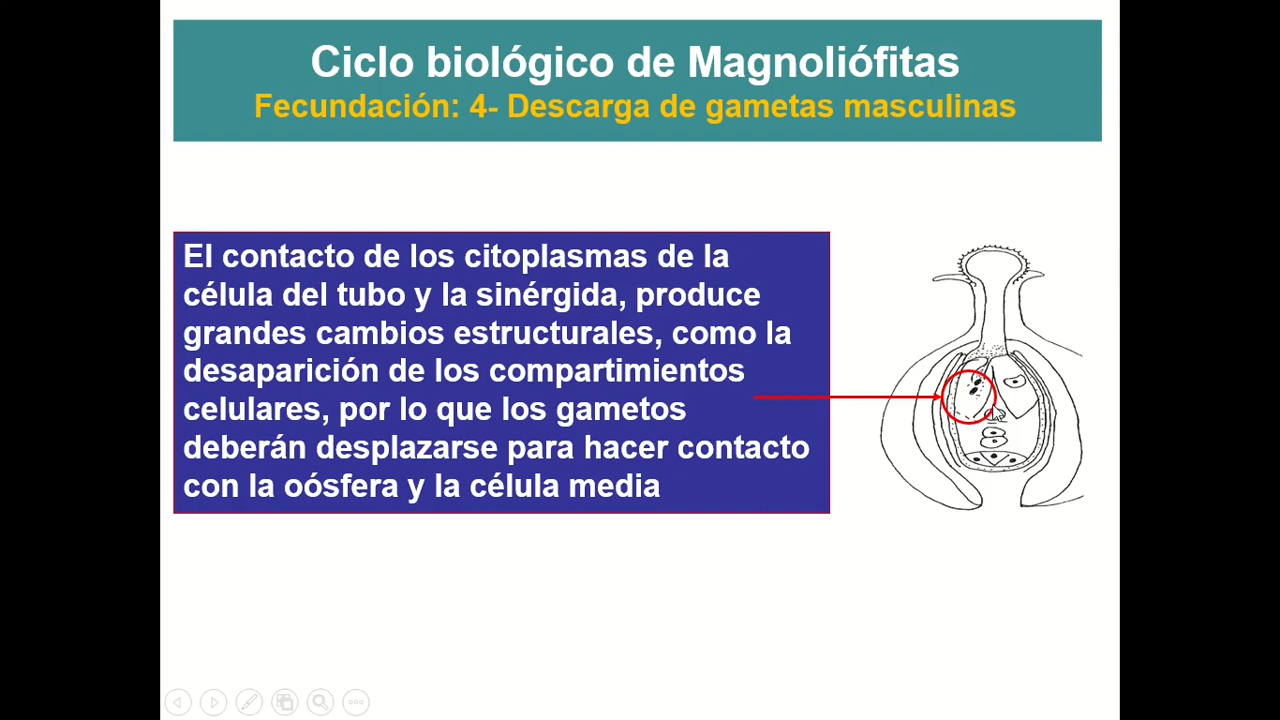 Ciclo biológico de Magnoliófitas
Fecundación: 4- Descarga de gametas masculinas
El contacto de los citoplasmas de la
célula del tubo y la sinérgida, produce
grandes cambios estructurales, como la
desaparición de los compartimientos
celulares, por lo que los gametos
deberán desplazarse para hacer contacto
con la oósfera y la célula media